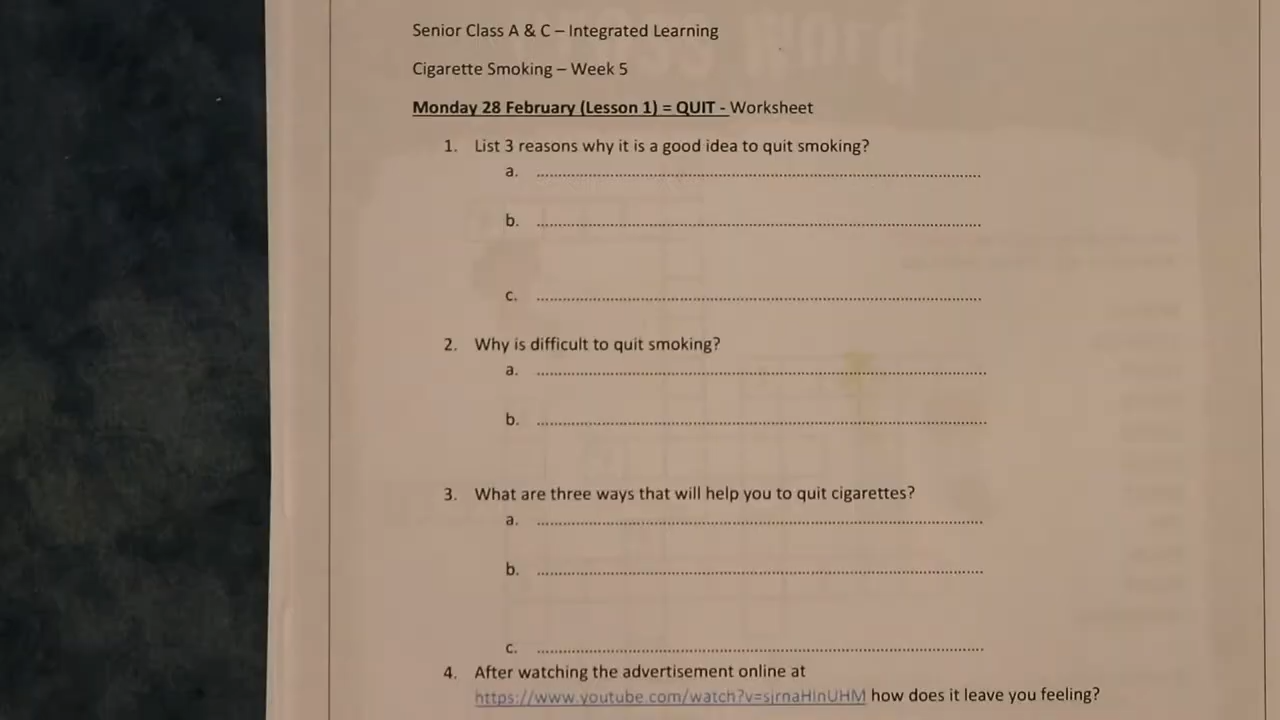 Senior Class A & C – Integrated Learning
Cigarette Smoking – Week 5
Monday 28 February (Lesson 1) = QUIT - Worksheet
1. List 3 reasons why it is a good idea to quit smoking?
a. ....................................................................................................
b. ....................................................................................................
c. ....................................................................................................
2. Why is difficult to quit smoking?
a. ....................................................................................................
b. ....................................................................................................
3. What are three ways that will help you to quit cigarettes?
a. ....................................................................................................
b. ....................................................................................................
c. ....................................................................................................
4. After watching the advertisement online at
https://www.youtube.com/watch?v=sjrnaHInUHM how does it leave you feeling?